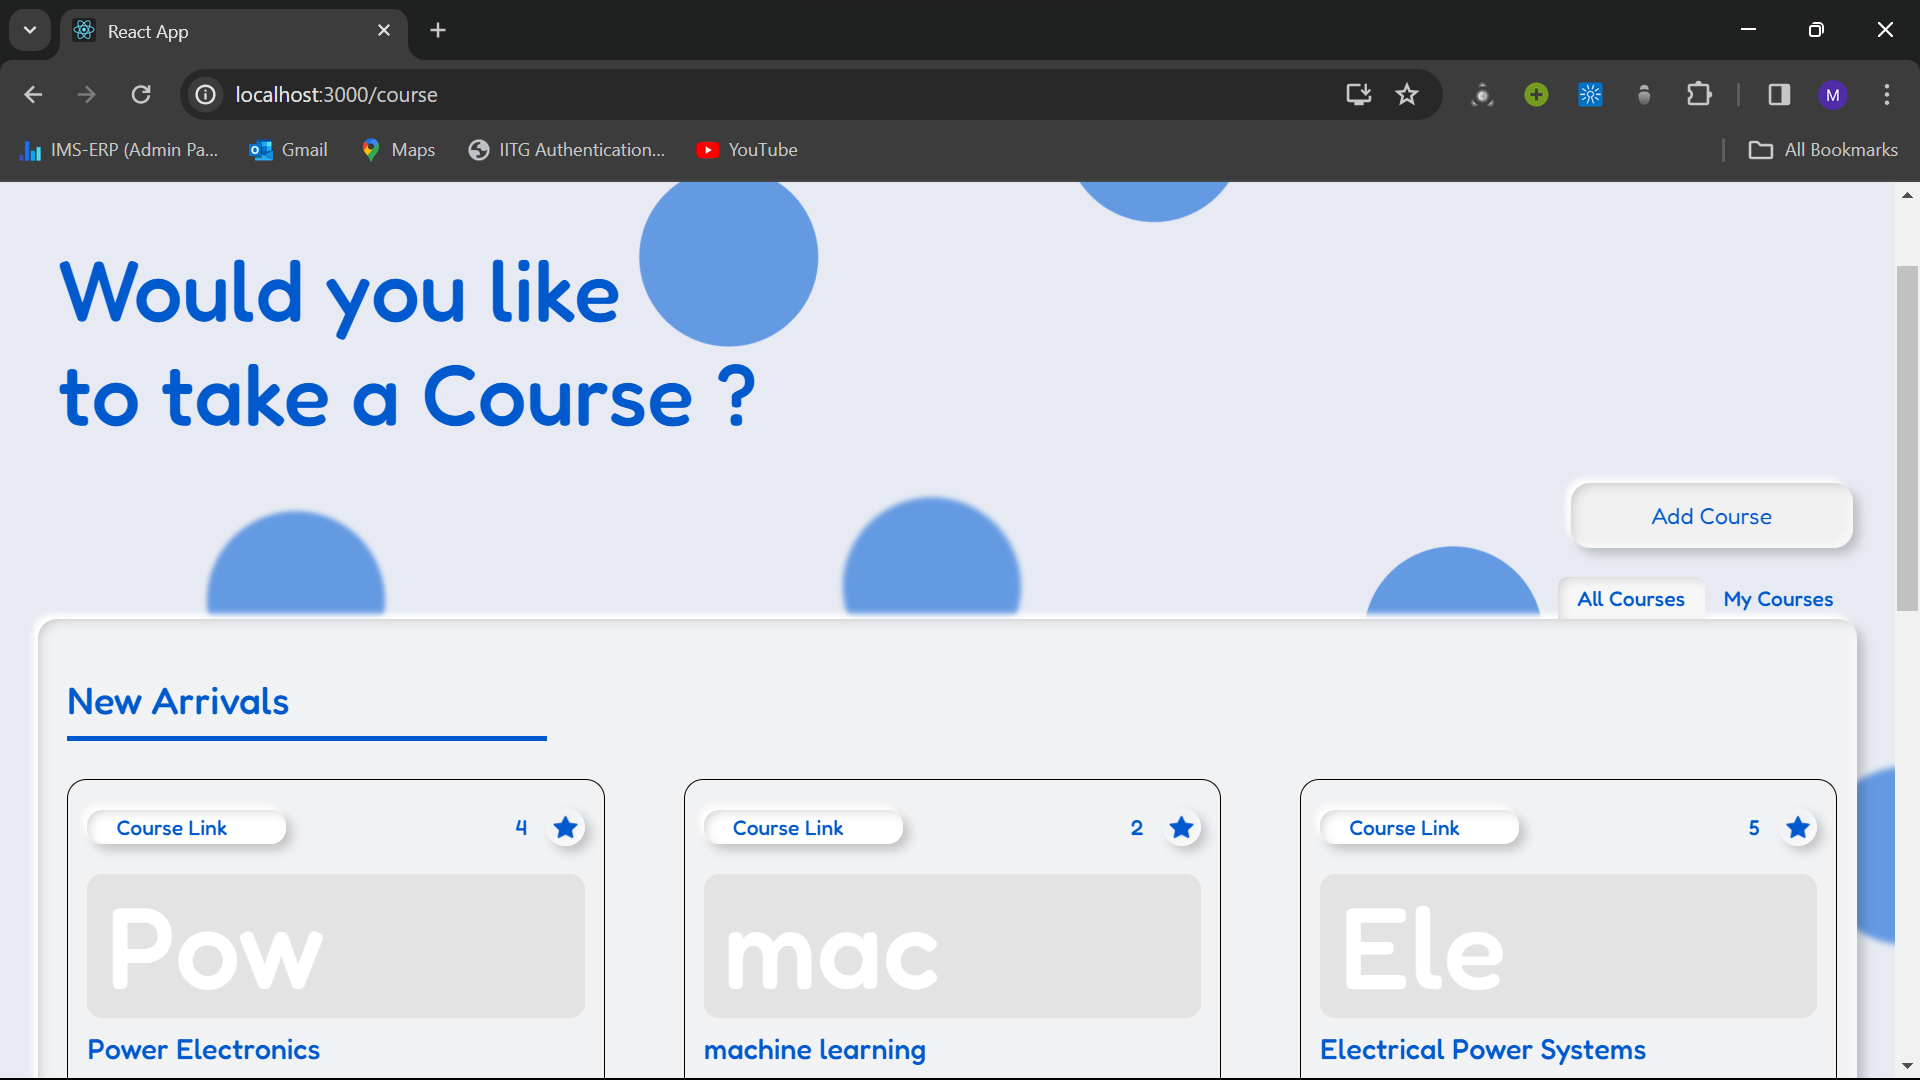 React App
localhost:3000/course
M
IMS-ERP (Admin Pa... Gmail Maps IITG Authentication... YouTube All Bookmarks
Would you like
to take a Course ?
Add Course
All Courses My Courses
New Arrivals
Course Link 4 Course Link 2 Course Link 5
Pow mac Ele
Power Electronics machine learning Electrical Power Systems